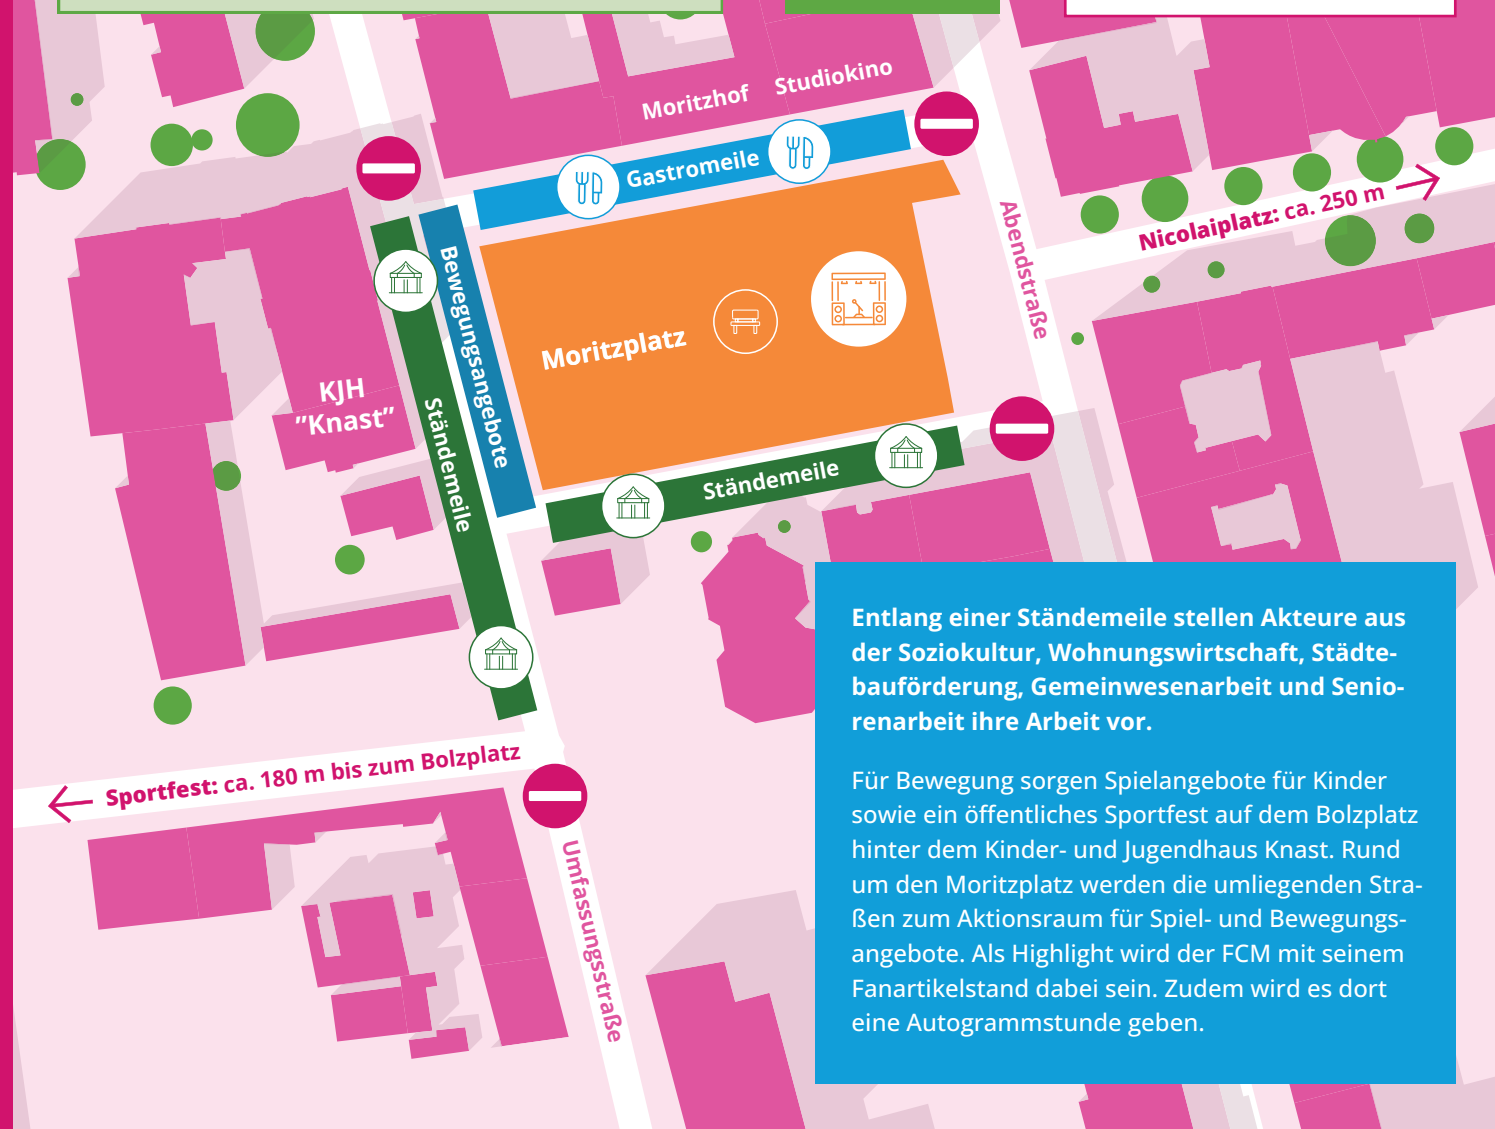 Moritzhof
Studiokino
Gastromeile
Abendstraße
Nicolaiplatz: ca. 250 m
Bewegungsangebote
Moritzplatz
KJH
”Knast”
Ständemeile
Ständemeile
Sportfest: ca. 180 m bis zum Bolzplatz
Umfassungsstraße
Entlang einer Ständemeile stellen Akteure aus
der Soziokultur, Wohnungswirtschaft, Städte-
bauförderung, Gemeinwesenarbeit und Senio-
renarbeit ihre Arbeit vor.
Für Bewegung sorgen Spielangebote für Kinder
sowie ein öffentliches Sportfest auf dem Bolzplatz
hinter dem Kinder- und Jugendhaus Knast. Rund
um den Moritzplatz werden die umliegenden Stra-
ßen zum Aktionsraum für Spiel- und Bewegungs-
angebote. Als Highlight wird der FCM mit seinem
Fanartikelstand dabei sein. Zudem wird es dort
eine Autogrammstunde geben.